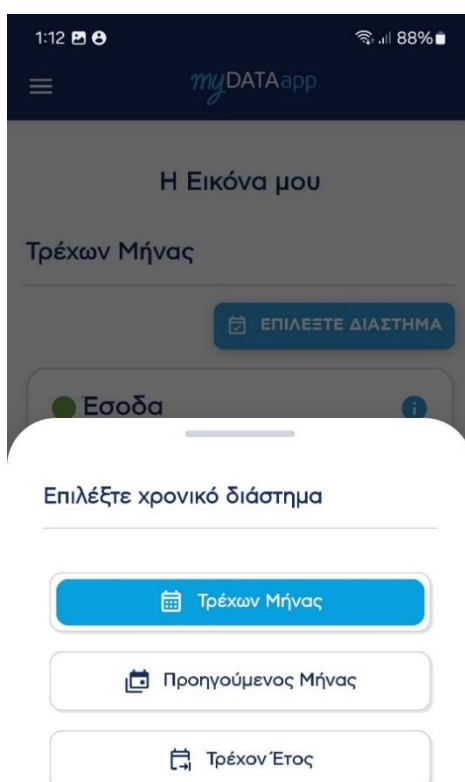 1:12 88%
myDATAapp
Η Εικόνα μου
Τρέχων Μήνας
ΕΠΙΛΕΞΤΕ ΔΙΑΣΤΗΜΑ
Έσοδα
Επιλέξτε χρονικό διάστημα
Τρέχων Μήνας
Προηγούμενος Μήνας
Τρέχον Έτος